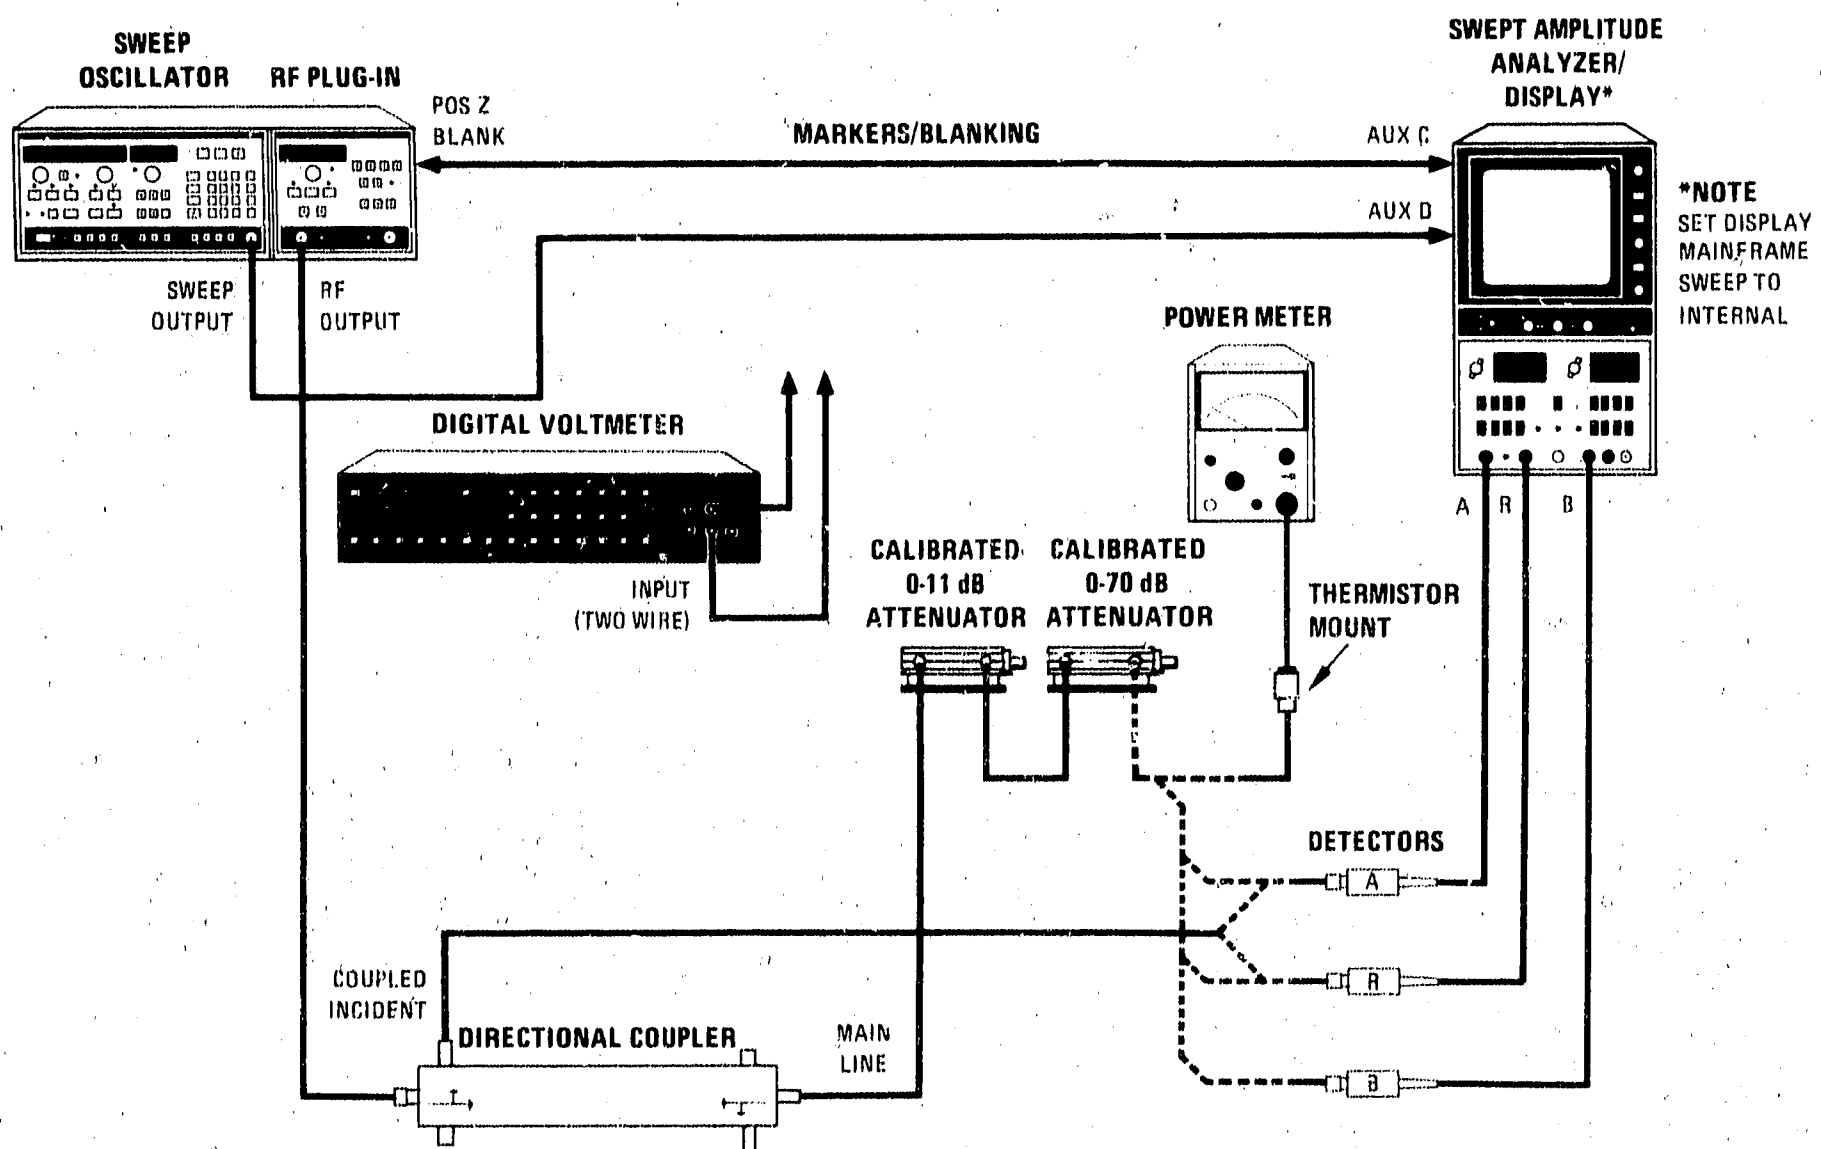 SWEEP
OSCILLATOR
RF PLUG-IN
POS Z
BLANK
MARKERS/BLANKING
AUX C
AUX D
SWEPT AMPLITUDE
ANALYZER/
DISPLAY*
*NOTE
SET DISPLAY
MAINFRAME
SWEEP TO
INTERNAL
SWEEP
OUTPUT
RF
OUTPUT
POWER METER
DIGITAL VOLTMETER
INPUT
(TWO WIRE)
CALIBRATED
0-11 dB
ATTENUATOR
CALIBRATED
0-70 dB
ATTENUATOR
THERMISTOR
MOUNT
A
R
B
DETECTORS
A
R
B
COUPLED
INCIDENT
DIRECTIONAL COUPLER
MAIN
LINE